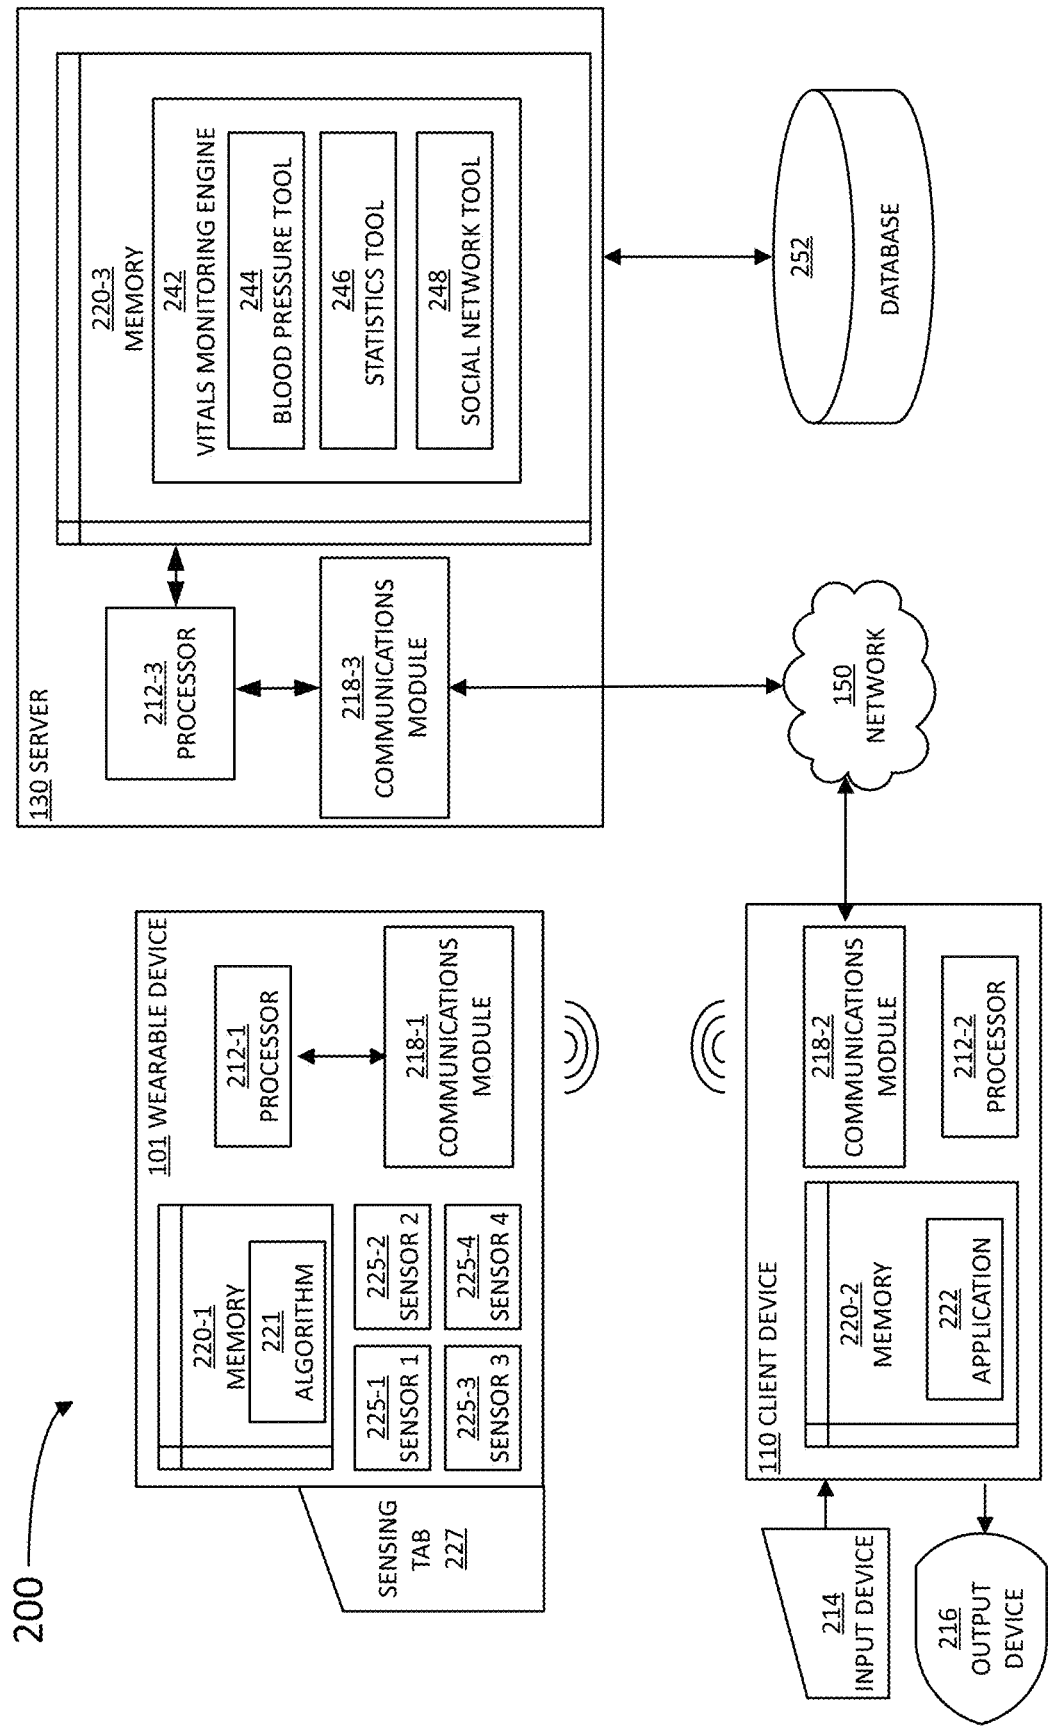 200
SENSING
TAB
227
101 WEARABLE DEVICE
220-1
MEMORY
221
ALGORITHM
225-1
SENSOR 1
225-2
SENSOR 2
225-3
SENSOR 3
225-4
SENSOR 4
212-1
PROCESSOR
218-1
COMMUNICATIONS
MODULE
130 SERVER
212-3
PROCESSOR
218-3
COMMUNICATIONS
MODULE
220-3
MEMORY
242
VITALS MONITORING ENGINE
244
BLOOD PRESSURE TOOL
246
STATISTICS TOOL
248
SOCIAL NETWORK TOOL
214
INPUT DEVICE
216
OUTPUT
DEVICE
110 CLIENT DEVICE
220-2
MEMORY
222
APPLICATION
218-2
COMMUNICATIONS
MODULE
212-2
PROCESSOR
150
NETWORK
252
DATABASE